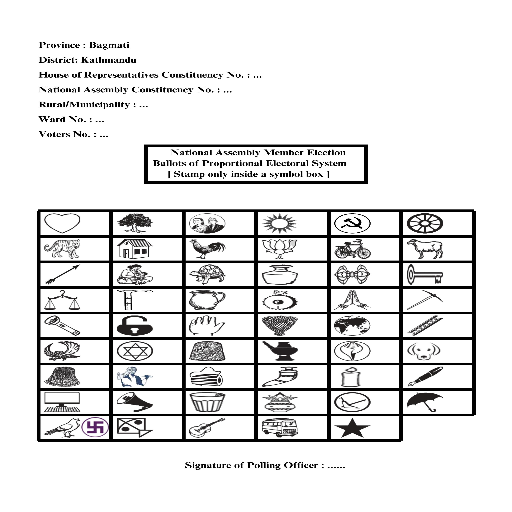 Province : Bagmati
District: Kathmandu
House of Representatives Constituency No. : ...
National Assembly Constituency No. : ...
Rural/Municipality : ...
Ward No. : ...
Voters No. : ...
National Assembly Member Election
Ballots of Proportional Electoral System
[ Stamp only inside a symbol box ]
Signature of Polling Officer : ......